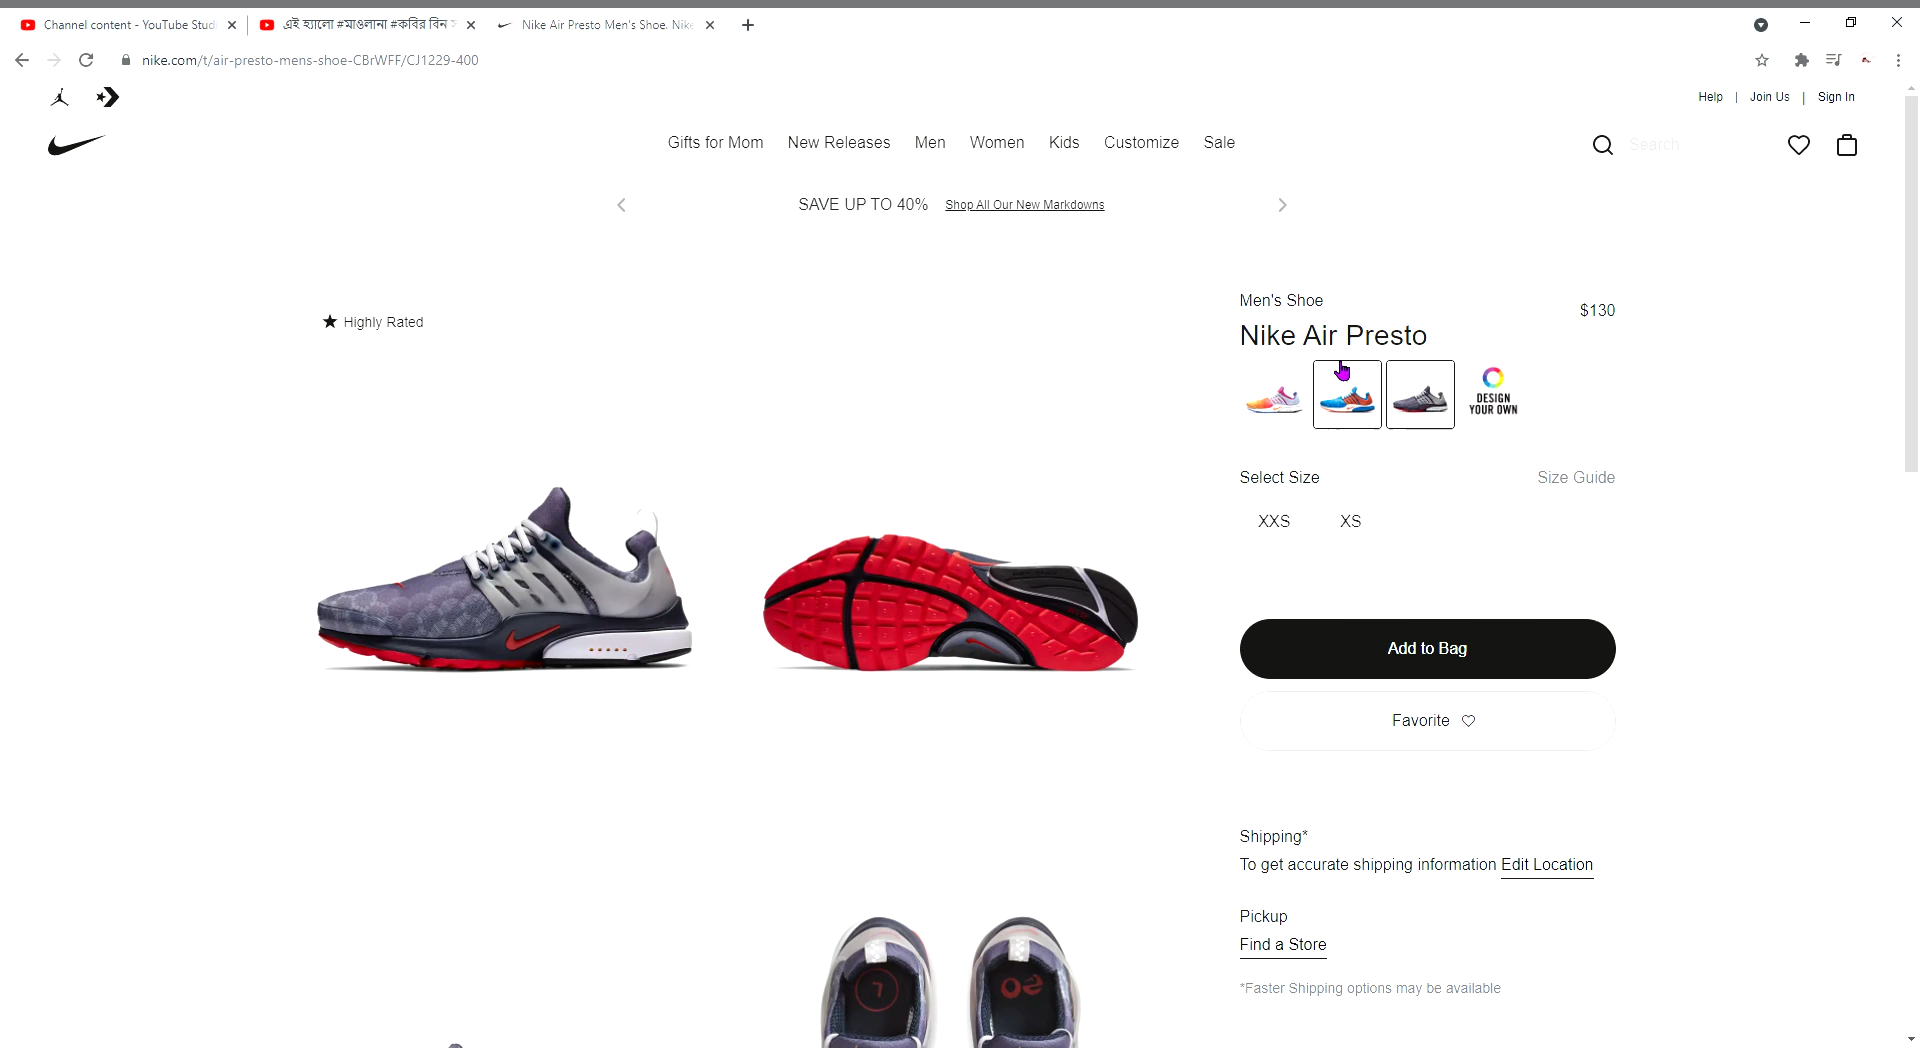 Channel content - YouTube Stud
এই হ্যালো #মাওলানা #কবির বিন
Nike Air Presto Men's Shoe. Nike
nike.com/t/air-presto-mens-shoe-CBrWFF/CJ1229-400
Help | Join Us | Sign In
Gifts for Mom New Releases Men Women Kids Customize Sale
Search
SAVE UP TO 40% Shop All Our New Markdowns
Highly Rated
Men's Shoe
$130
Nike Air Presto
DESIGN
YOUR OWN
Select Size
Size Guide
XXS XS
Add to Bag
Favorite
Shipping*
To get accurate shipping information Edit Location
Pickup
Find a Store
*Faster Shipping options may be available